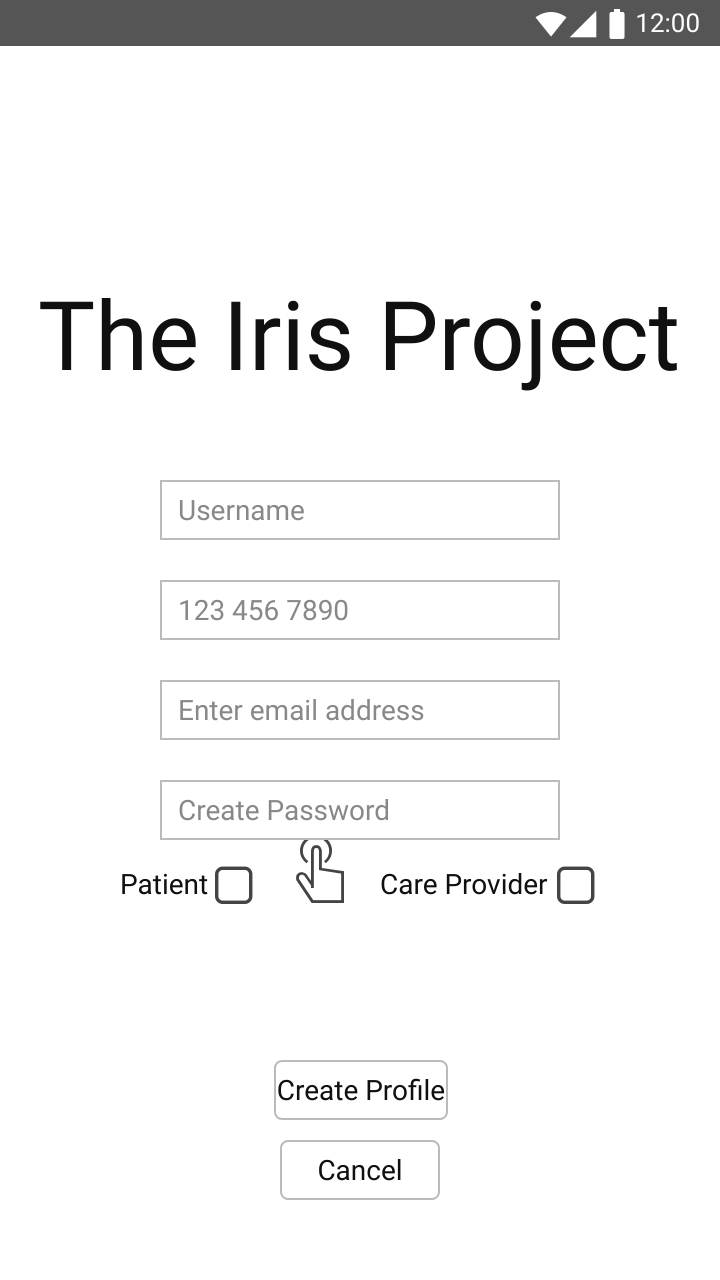 12:00
The Iris Project
Username
123 456 7890
Enter email address
Create Password
Patient Care Provider
Create Profile
Cancel